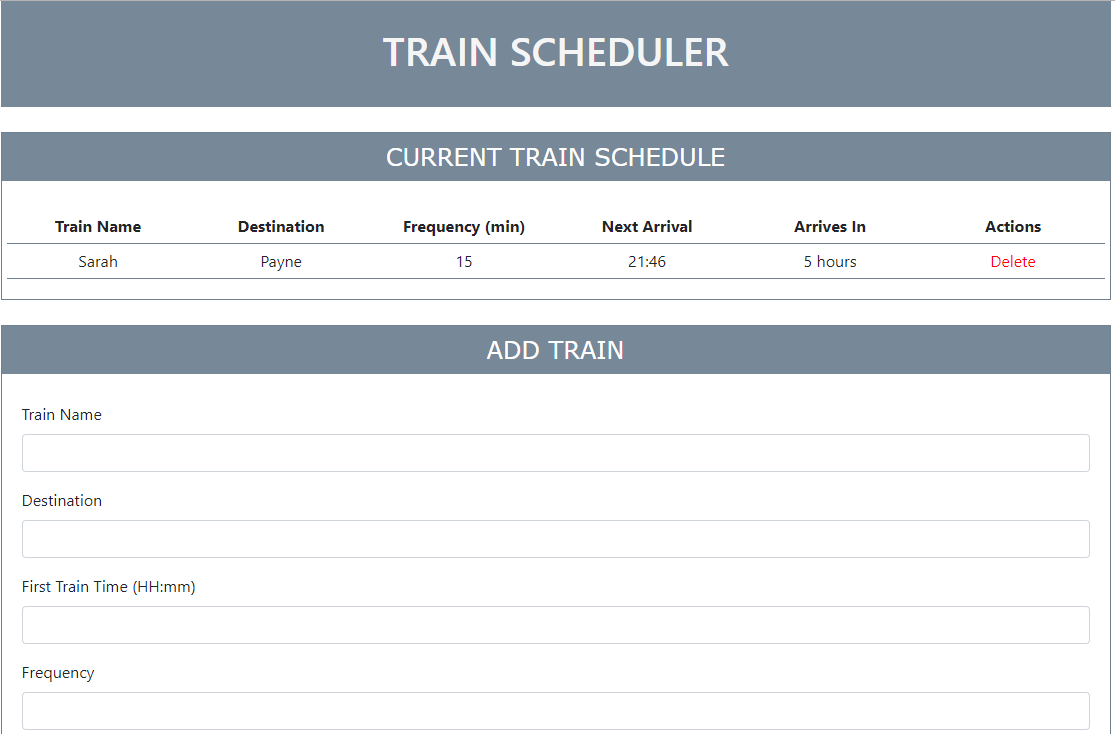 TRAIN SCHEDULER
CURRENT TRAIN SCHEDULE
Train Name Destination Frequency (min) Next Arrival Arrives In Actions
Sarah Payne 15 21:46 5 hours Delete
ADD TRAIN
Train Name
Destination
First Train Time (HH:mm)
Frequency